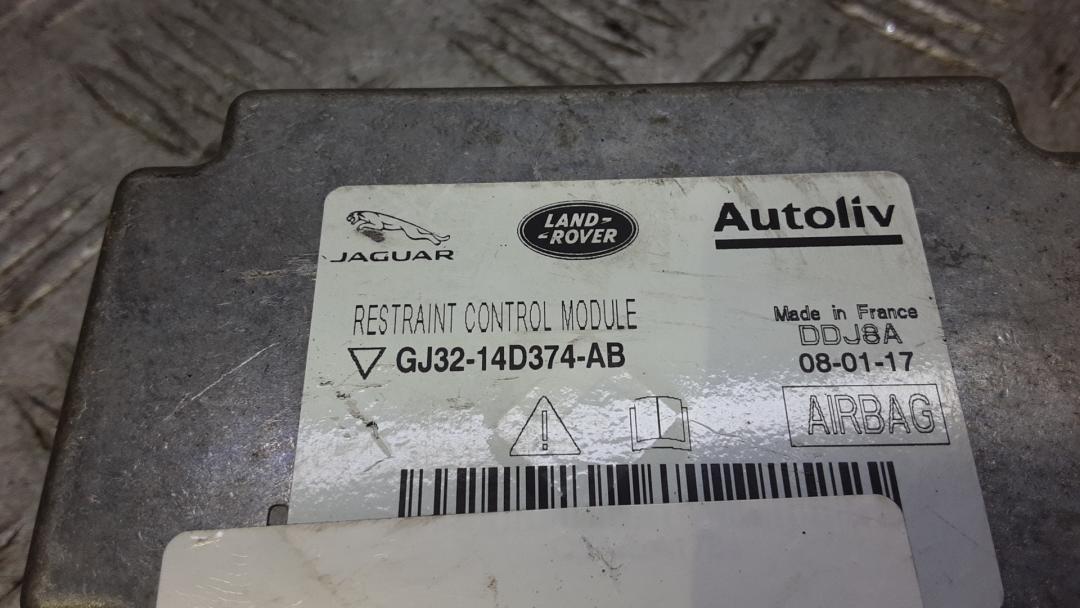 JAGUAR
LAND-
-ROVER
Autoliv
RESTRAINT CONTROL MODULE
GJ32-14D374-AB
Made in France
DDJ8A
08-01-17
AIRBAG